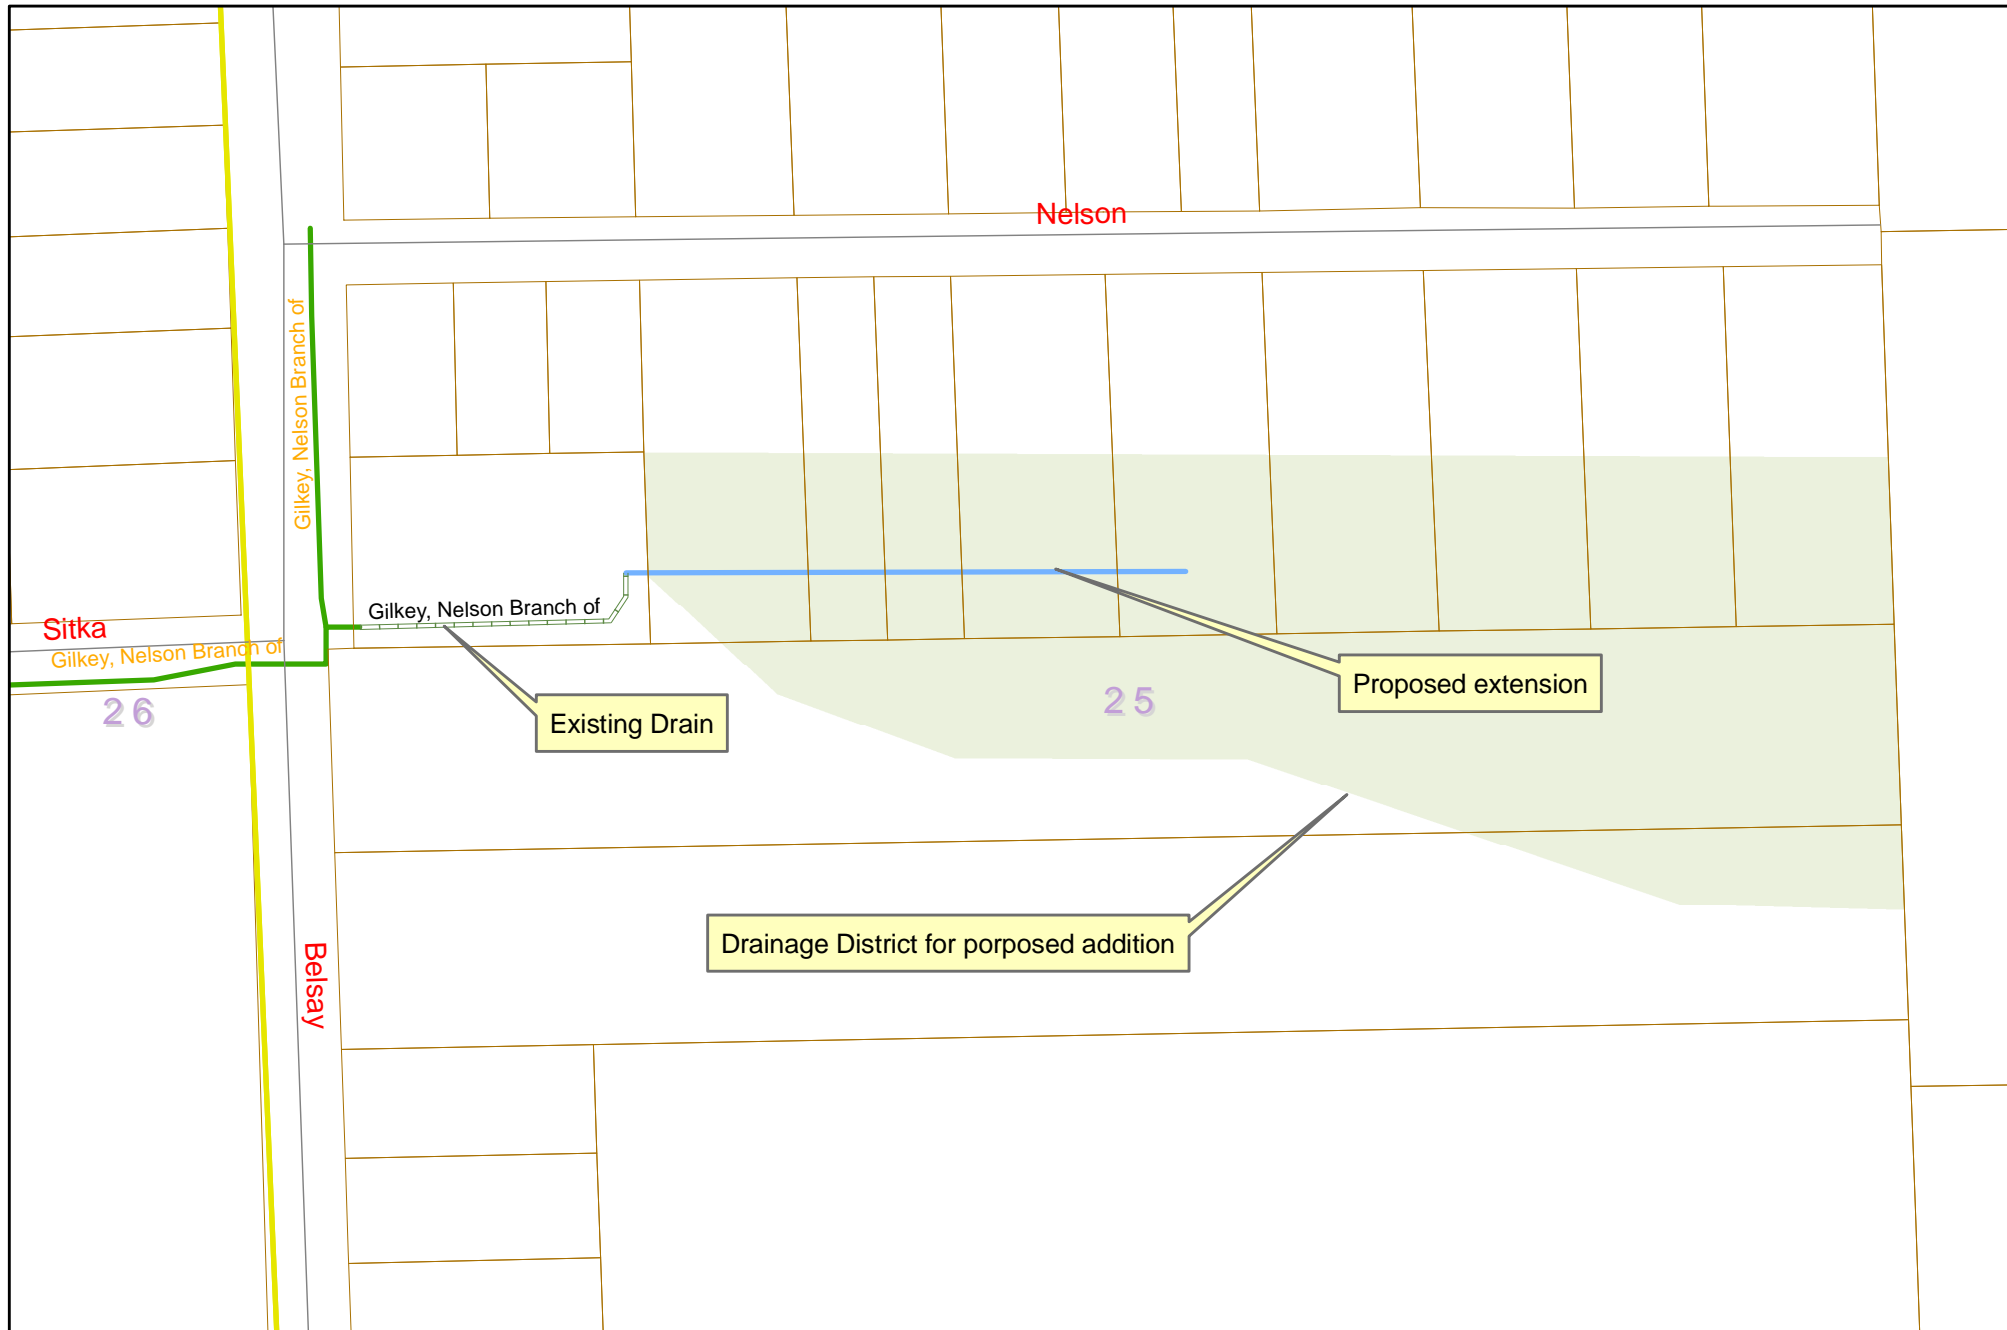 Nelson
Gilkey, Nelson Branch of
Gilkey, Nelson Branch of
Sitka
Gilkey, Nelson Branch of
26
25
Proposed extension
Existing Drain
Drainage District for porposed addition
Belsay